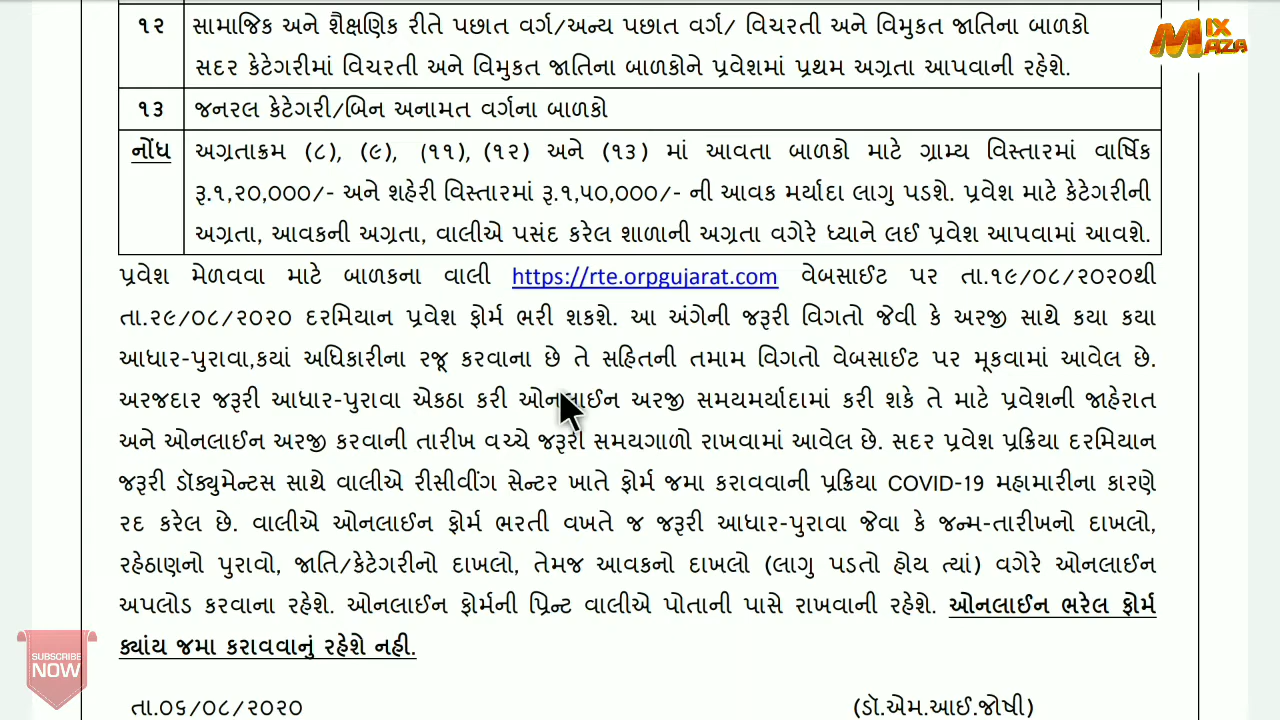 MIX MAZA
૧૨ સામાજિક અને શૈક્ષણિક રીતે પછાત વર્ગ/અન્ય પછાત વર્ગ/ વિચરતી અને વિમુક્ત જાતિના બાળકો
સદર કેટેગરીમાં વિચરતી અને વિમુક્ત જાતિના બાળકોને પ્રવેશમાં પ્રથમ અગ્રતા આપવાની રહેશે.
૧૩ જનરલ કેટેગરી/બિન અનામત વર્ગના બાળકો
નોંધ અગ્રતાક્રમ (૮), (૯), (૧૧), (૧૨) અને (૧૩) માં આવતા બાળકો માટે ગ્રામ્ય વિસ્તારમાં વાર્ષિક
રૂ.૧,૨૦,૦૦૦/- અને શહેરી વિસ્તારમાં રૂ.૧,૫૦,૦૦૦/- ની આવક મર્યાદા લાગુ પડશે. પ્રવેશ માટે કેટેગરીની
અગ્રતા, આવકની અગ્રતા, વાલીએ પસંદ કરેલ શાળાની અગ્રતા વગેરે ધ્યાને લઈ પ્રવેશ આપવામાં આવશે.
પ્રવેશ મેળવવા માટે બાળકના વાલી https://rte.orpgujarat.com વેબસાઈટ પર તા.૧૯/૦૮/૨૦૨૦થી
તા.૨૯/૦૮/૨૦૨૦ દરમિયાન પ્રવેશ ફોર્મ ભરી શકશે. આ અંગેની જરૂરી વિગતો જેવી કે અરજી સાથે કયા કયા
આધાર-પુરાવા,કયાં અધિકારીના રજૂ કરવાના છે તે સહિતની તમામ વિગતો વેબસાઈટ પર મૂકવામાં આવેલ છે.
અરજદાર જરૂરી આધાર-પુરાવા એકઠા કરી ઓનલાઈન અરજી સમયમર્યાદામાં કરી શકે તે માટે પ્રવેશની જાહેરાત
અને ઓનલાઈન અરજી કરવાની તારીખ વચ્ચે જરૂરી સમયગાળો રાખવામાં આવેલ છે. સદર પ્રવેશ પ્રક્રિયા દરમિયાન
જરૂરી ડૉક્યુમેન્ટસ સાથે વાલીએ રીસીવીંગ સેન્ટર ખાતે ફોર્મ જમા કરાવવાની પ્રક્રિયા COVID-19 મહામારીના કારણે
રદ કરેલ છે. વાલીએ ઓનલાઈન ફોર્મ ભરતી વખતે જ જરૂરી આધાર-પુરાવા જેવા કે જન્મ-તારીખનો દાખલો,
રહેઠાણનો પુરાવો, જાતિ/કેટેગરીનો દાખલો, તેમજ આવકનો દાખલો (લાગુ પડતો હોય ત્યાં) વગેરે ઓનલાઈન
અપલોડ કરવાના રહેશે. ઓનલાઈન ફોર્મની પ્રિન્ટ વાલીએ પોતાની પાસે રાખવાની રહેશે. ઓનલાઈન ભરેલ ફોર્મ
ક્યાંય જમા કરાવવાનું રહેશે નહી.
SUBSCRIBE
NOW
તા.૦૬/૦૮/૨૦૨૦ (ડૉ.એમ.આઈ.જોષી)